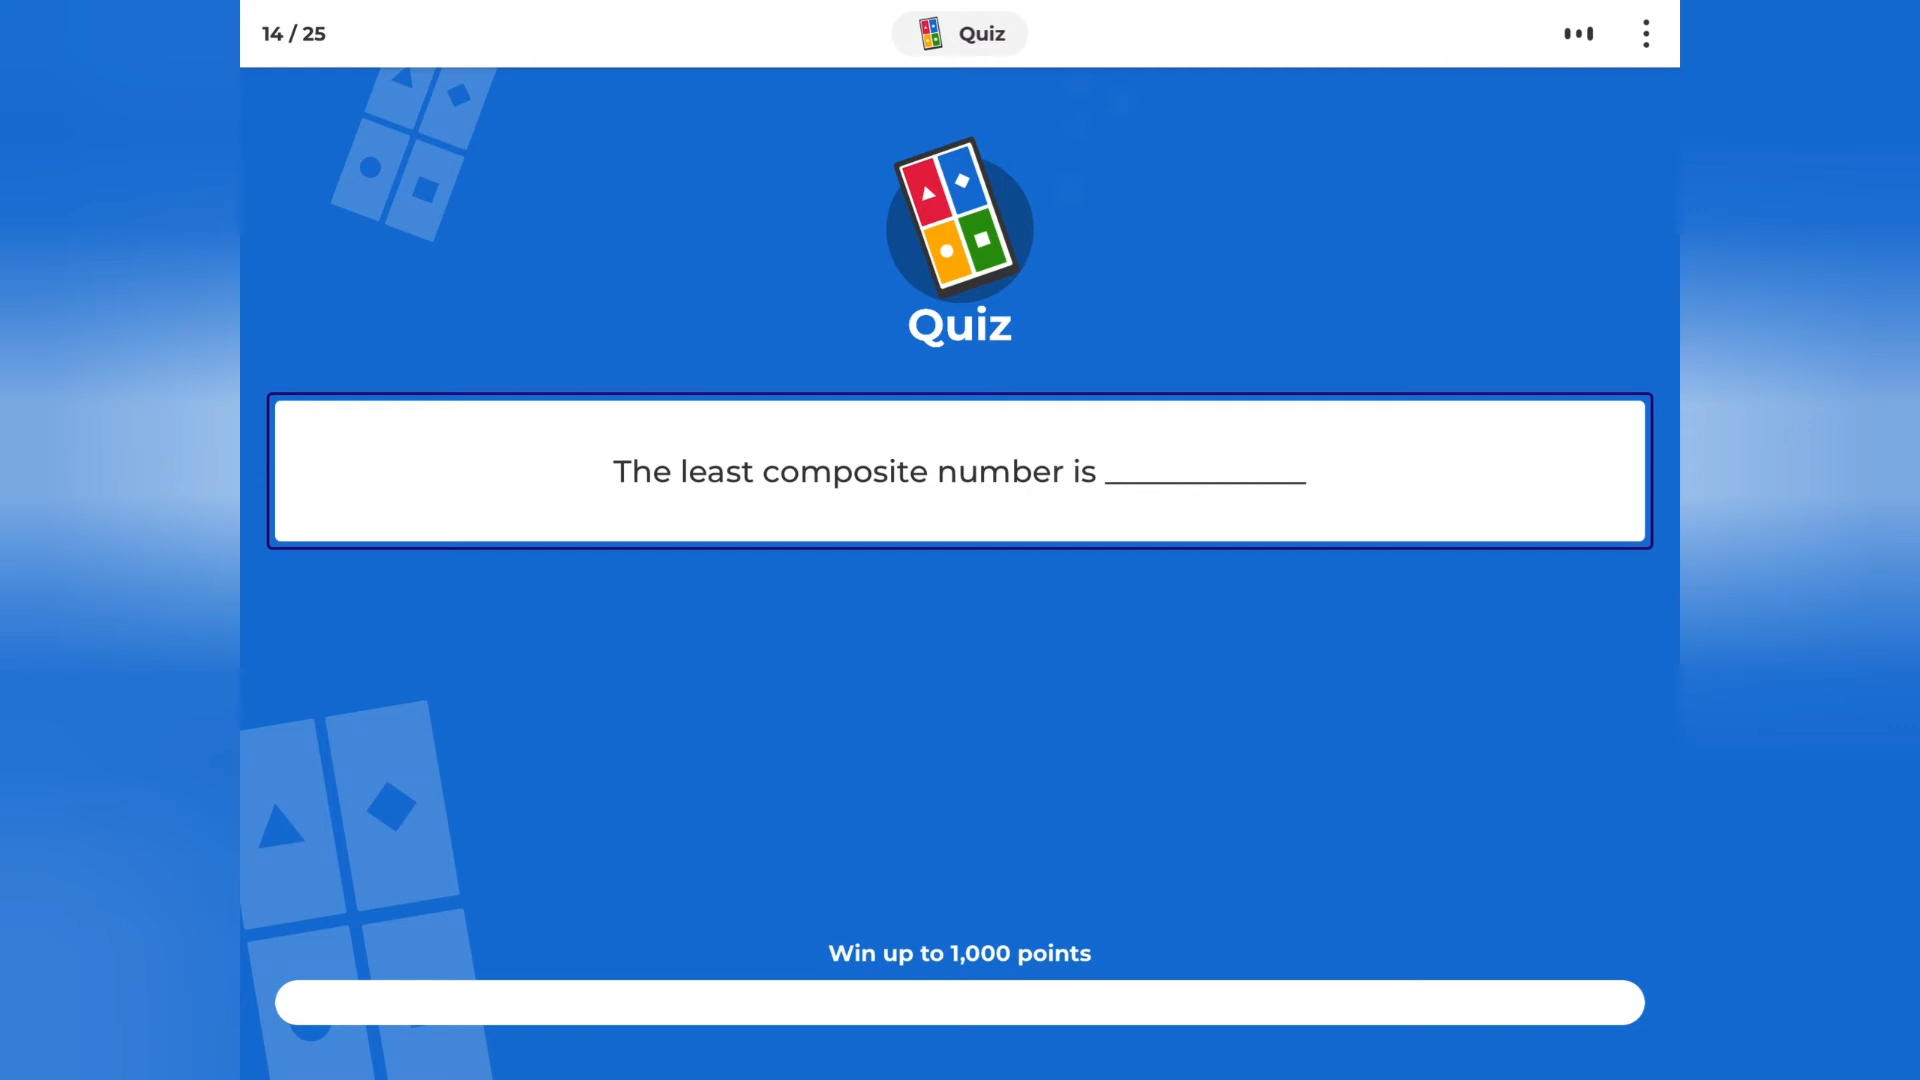 14 / 25
Quiz
Quiz
The least composite number is ____________
Win up to 1,000 points